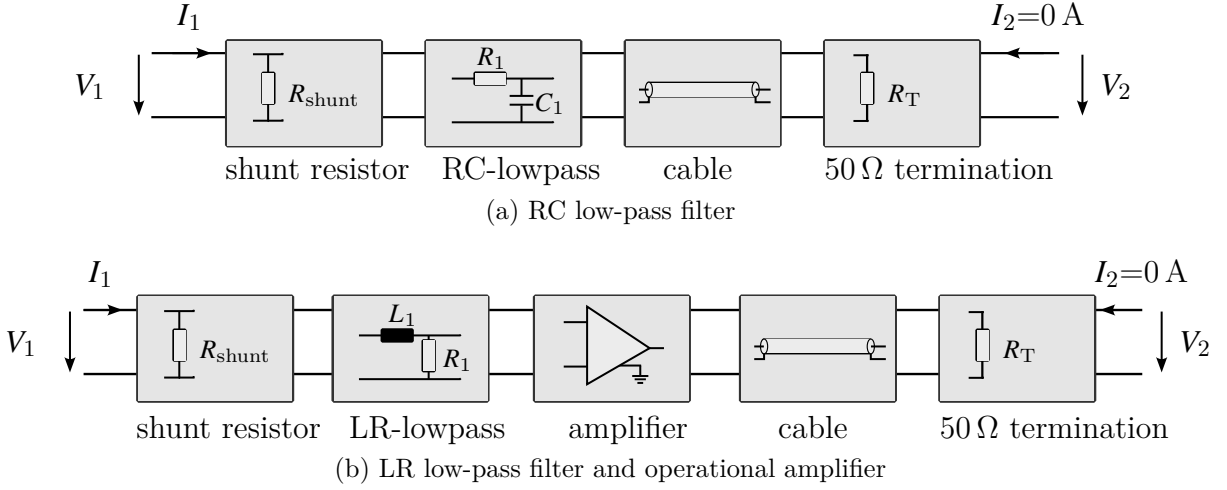 I1 I2=0 A
V1 Rshunt R1 C1 RT V2
shunt resistor RC-lowpass cable 50 Ω termination
(a) RC low-pass filter
I1 I2=0 A
V1 Rshunt L1 R1 RT V2
shunt resistor LR-lowpass amplifier cable 50 Ω termination
(b) LR low-pass filter and operational amplifier